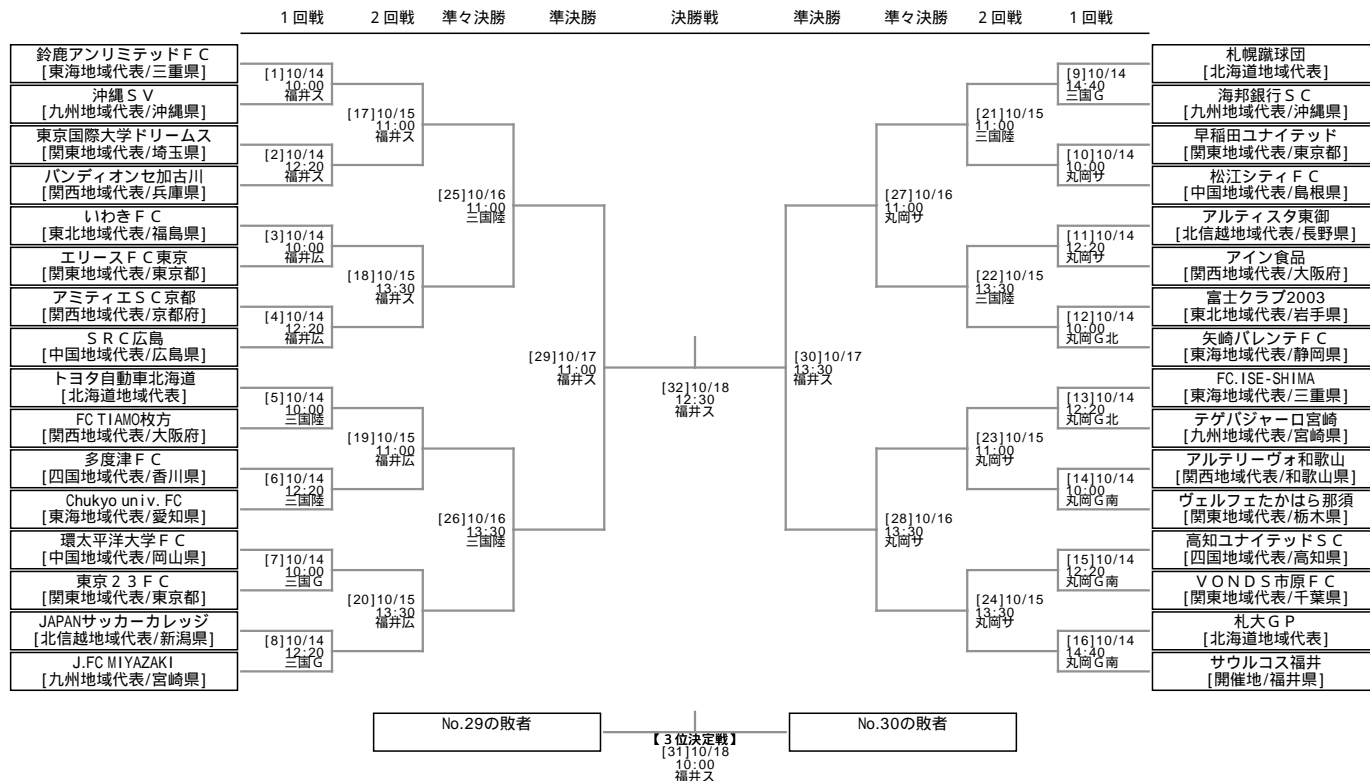 1回戦 2回戦 準々決勝 準決勝 決勝戦 準決勝 準々決勝 2回戦 1回戦
鈴鹿アンリミテッドFC
[東海地域代表/三重県]
沖縄SV
[九州地域代表/沖縄県]
東京国際大学ドリームス
[関東地域代表/埼玉県]
バンディオンセ加古川
[関西地域代表/兵庫県]
いわきFC
[東北地域代表/福島県]
エリースFC東京
[関東地域代表/東京都]
アミティエSC京都
[関西地域代表/京都府]
SRC広島
[中国地域代表/広島県]
トヨタ自動車北海道
[北海道地域代表]
FC TIAMO枚方
[関西地域代表/大阪府]
多度津FC
[四国地域代表/香川県]
Chukyo univ. FC
[東海地域代表/愛知県]
環太平洋大学FC
[中国地域代表/岡山県]
東京23FC
[関東地域代表/東京都]
JAPANサッカーカレッジ
[北信越地域代表/新潟県]
J.FC MIYAZAKI
[九州地域代表/宮崎県]
[1]10/14
10:00
福井ス
[2]10/14
12:20
福井ス
[3]10/14
10:00
福井広
[4]10/14
12:20
福井広
[5]10/14
10:00
三国陸
[6]10/14
12:20
三国陸
[7]10/14
10:00
三国G
[8]10/14
12:20
三国G
[17]10/15
11:00
福井ス
[18]10/15
13:30
福井ス
[19]10/15
11:00
福井広
[20]10/15
13:30
福井広
[25]10/16
11:00
三国陸
[26]10/16
13:30
三国陸
[29]10/17
11:00
福井ス
[32]10/18
12:30
福井ス
[30]10/17
13:30
福井ス
[27]10/16
11:00
丸岡サ
[28]10/16
13:30
丸岡サ
[21]10/15
11:00
三国陸
[22]10/15
13:30
三国陸
[23]10/15
11:00
丸岡サ
[24]10/15
13:30
丸岡サ
[9]10/14
14:40
三国G
[10]10/14
10:00
丸岡サ
[11]10/14
12:20
丸岡サ
[12]10/14
10:00
丸岡G北
[13]10/14
12:20
丸岡G北
[14]10/14
10:00
丸岡G南
[15]10/14
12:20
丸岡G南
[16]10/14
14:40
丸岡G南
札幌蹴球団
[北海道地域代表]
海邦銀行SC
[九州地域代表/沖縄県]
早稲田ユナイテッド
[関東地域代表/東京都]
松江シティFC
[中国地域代表/島根県]
アルティスタ東御
[北信越地域代表/長野県]
アイン食品
[関西地域代表/大阪府]
富士クラブ2003
[東北地域代表/岩手県]
矢崎バレンテFC
[東海地域代表/静岡県]
FC.ISE-SHIMA
[東海地域代表/三重県]
テゲバジャーロ宮崎
[九州地域代表/宮崎県]
アルテリーヴォ和歌山
[関西地域代表/和歌山県]
ヴェルフェたかはら那須
[関東地域代表/栃木県]
高知ユナイテッドSC
[四国地域代表/高知県]
VONDS市原FC
[関東地域代表/千葉県]
札大GP
[北海道地域代表]
サウルコス福井
[開催地/福井県]
No.29の敗者
No.30の敗者
【3位決定戦】
[31]10/18
10:00
福井ス